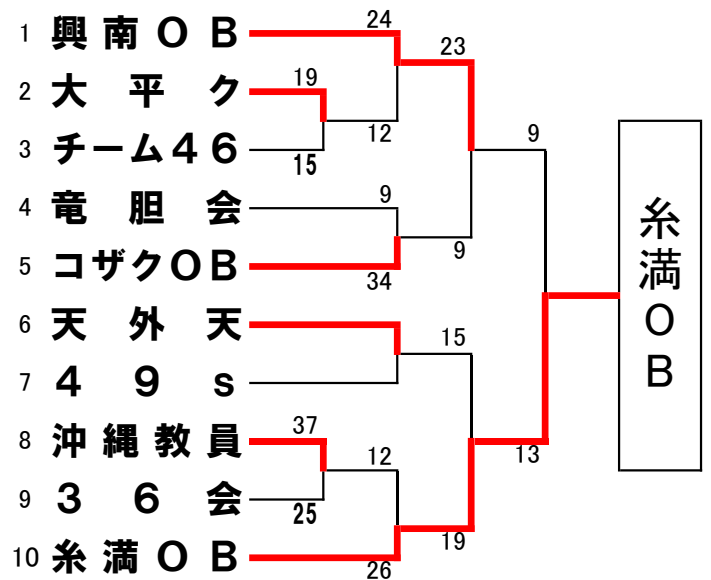 1 興南OB
2 大平ク
3 チーム46
4 竜胆会
5 コザクOB
6 天外天
7 49s
8 沖縄教員
9 36会
10 糸満OB
24
19
15
12
9
34
37
25
12
26
23
9
15
19
9
13
糸満OB